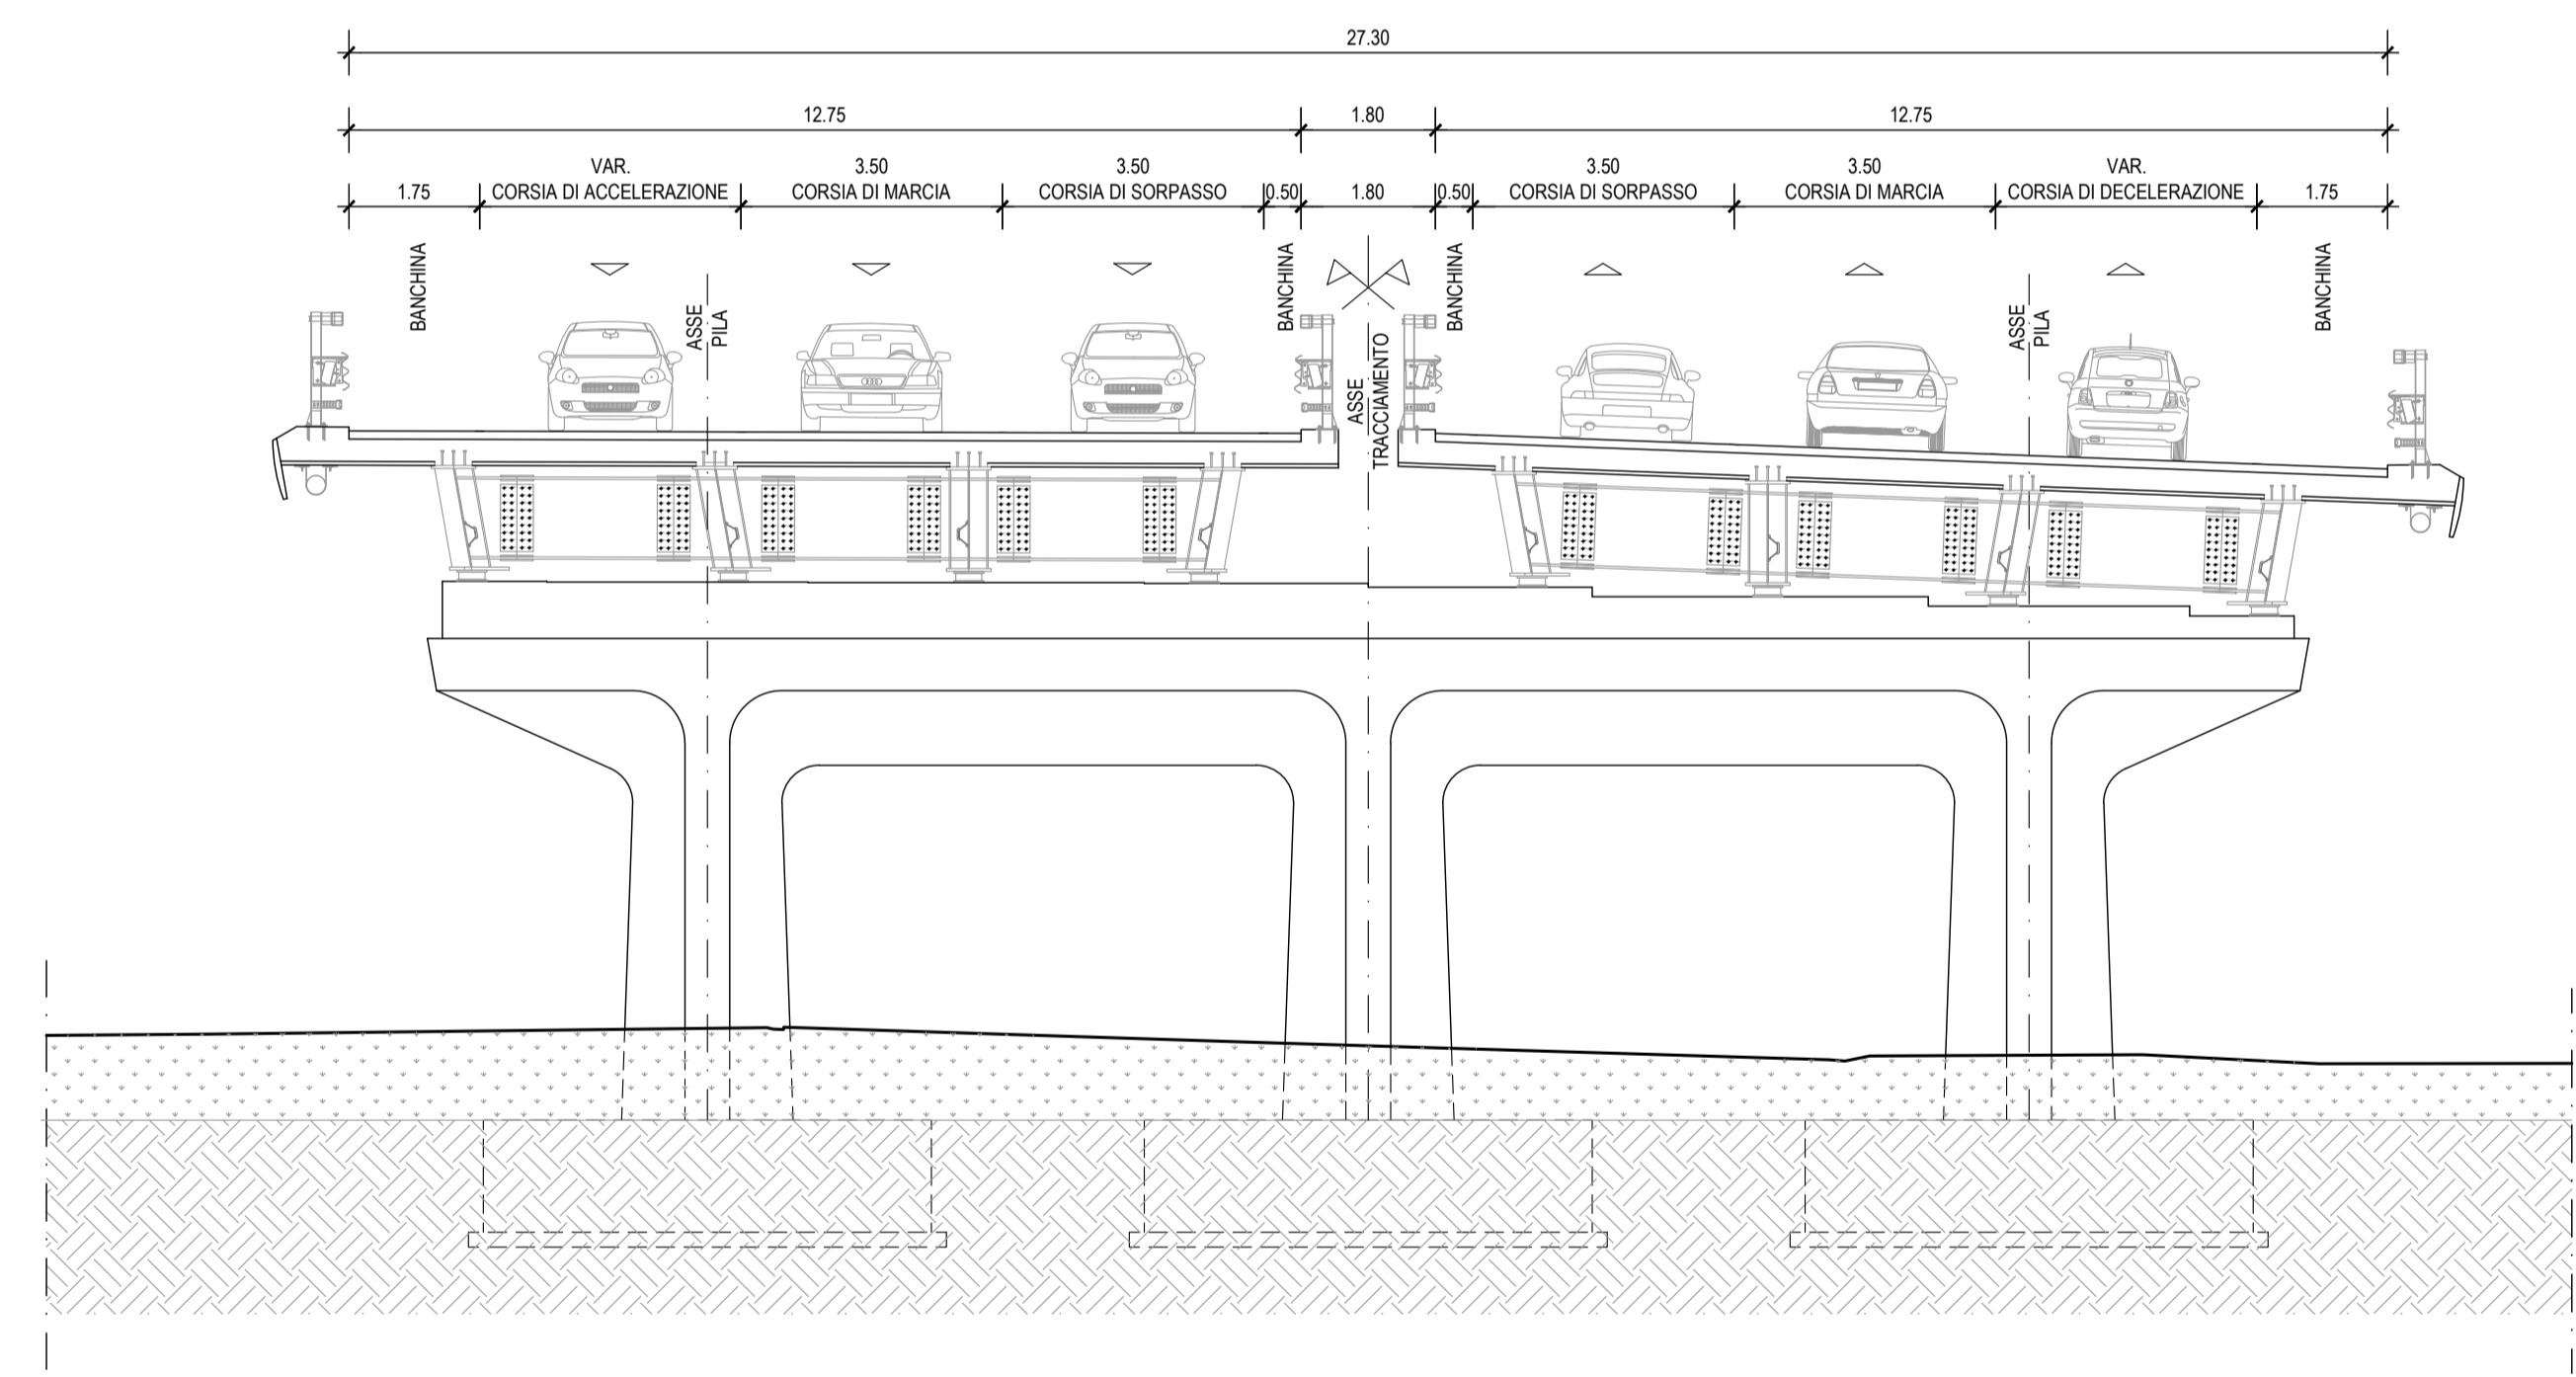 27.30
12.75 1.80 12.75
VAR. 3.50 3.50 3.50 3.50 VAR.
1.75 CORSIA DI ACCELERAZIONE CORSIA DI MARCIA CORSIA DI SORPASSO 0.50 1.80 0.50 CORSIA DI SORPASSO CORSIA DI MARCIA CORSIA DI DECELERAZIONE 1.75
BANCHINA
ASSE
PILA
BANCHINA
ASSE
TRACCIAMENTO
BANCHINA
ASSE
PILA
BANCHINA